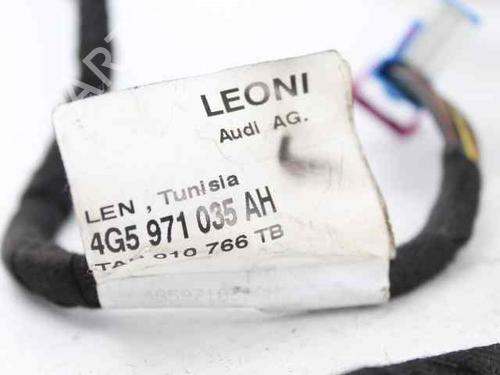 LEONI
Audi AG.
LEN , Tunisia
4G5 971 035 AH
910 766 TB